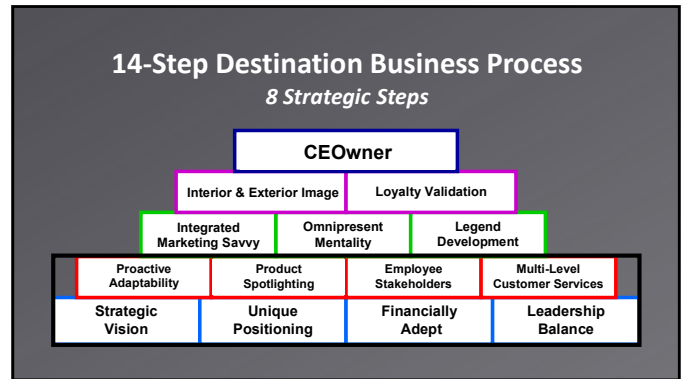 14-Step Destination Business Process
8 Strategic Steps
CEOwner
Interior & Exterior Image
Loyalty Validation
Integrated
Marketing Savvy
Omnipresent
Mentality
Legend
Development
Proactive
Adaptability
Product
Spotlighting
Employee
Stakeholders
Multi-Level
Customer Services
Strategic
Vision
Unique
Positioning
Financially
Adept
Leadership
Balance